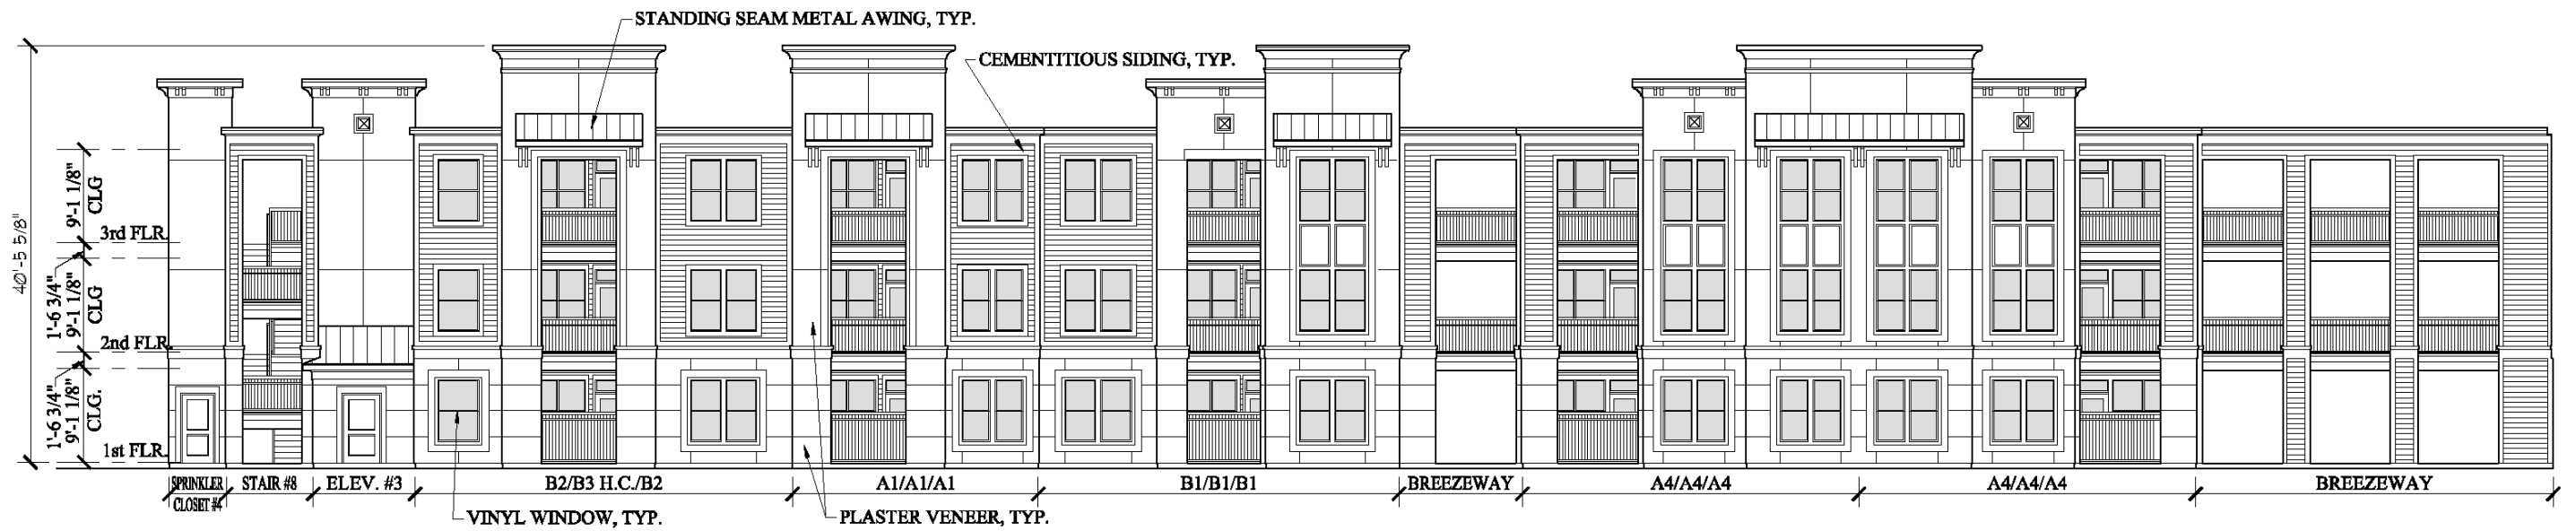 STANDING SEAM METAL AWING, TYP.
CEMENTITIOUS SIDING, TYP.
40'-5 5/8"
9'-1 1/8"
CLG
3rd FLR.
1'-6 3/4"
9'-1 1/8"
CLG
2nd FLR.
1'-6 3/4"
9'-1 1/8"
CLG.
1st FLR.
SPRINKLER
CLOSET #4
STAIR #8
ELEV. #3
B2/B3 H.C./B2
A1/A1/A1
B1/B1/B1
BREEZEWAY
A4/A4/A4
A4/A4/A4
BREEZEWAY
VINYL WINDOW, TYP.
PLASTER VENEER, TYP.